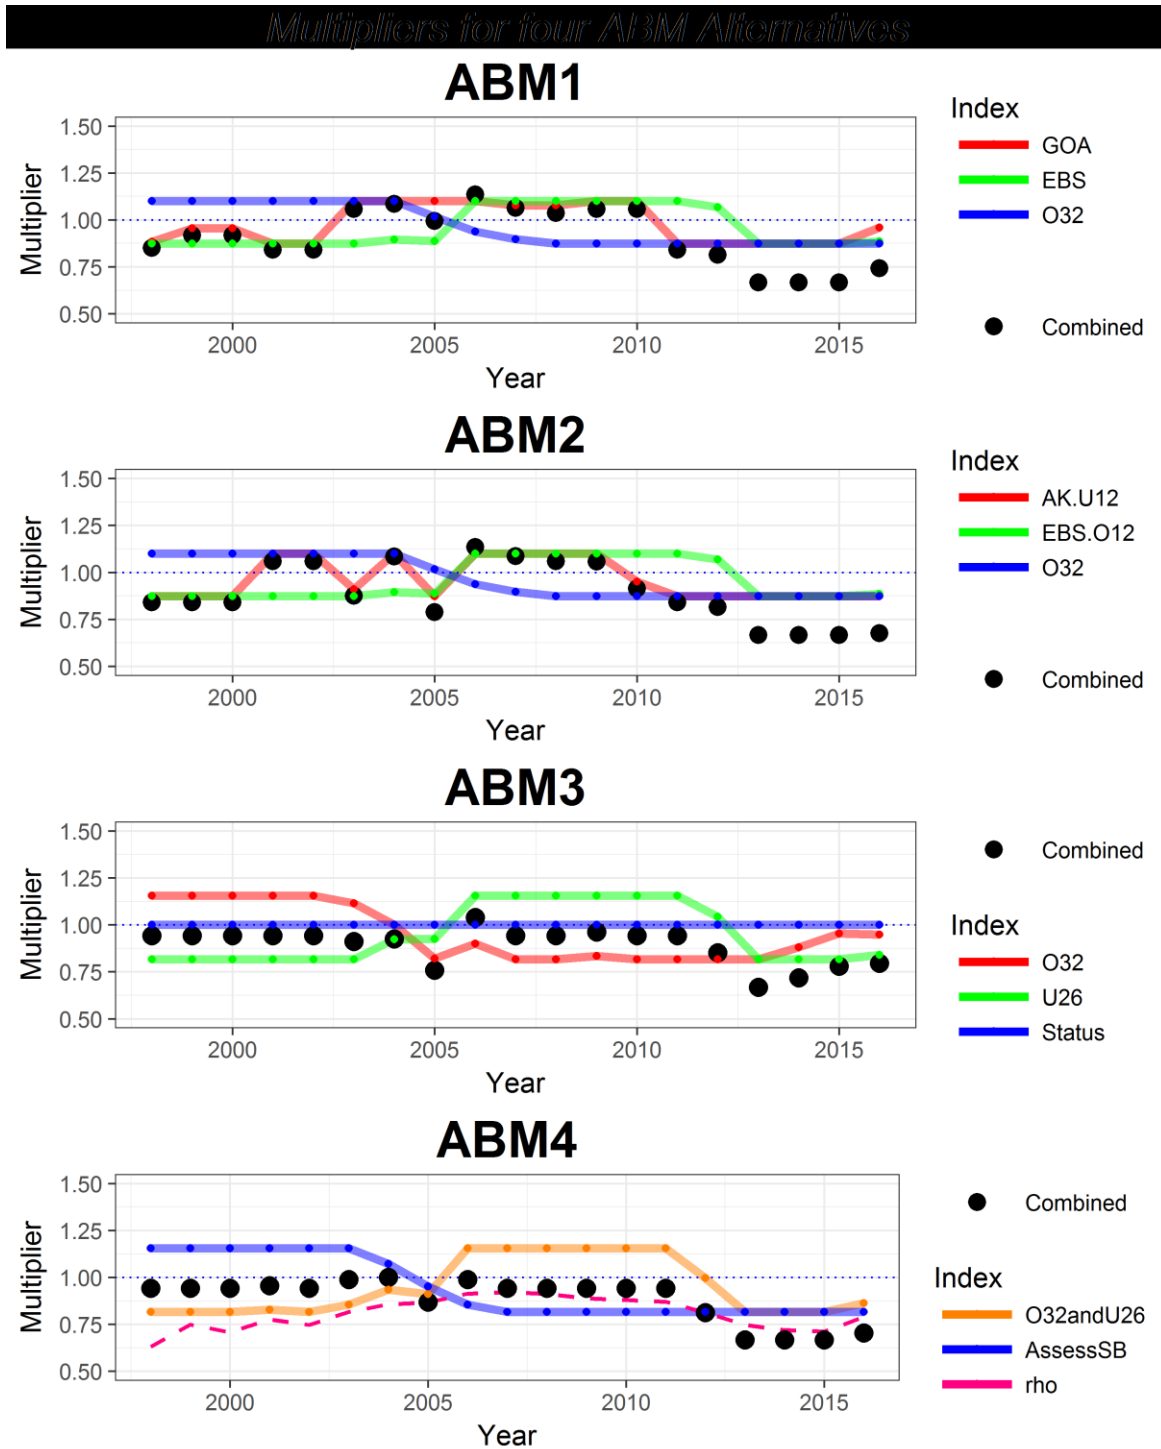 Multipliers for four ABM Alternatives
ABM1
1.50
1.25
1.00
0.75
0.50
Multiplier
2000 2005 2010 2015
Year
Index
GOA
EBS
O32
Combined
ABM2
1.50
1.25
1.00
0.75
0.50
Multiplier
2000 2005 2010 2015
Year
Index
AK.U12
EBS.O12
O32
Combined
ABM3
1.50
1.25
1.00
0.75
0.50
Multiplier
2000 2005 2010 2015
Year
Combined
Index
O32
U26
Status
ABM4
1.50
1.25
1.00
0.75
0.50
Multiplier
2000 2005 2010 2015
Year
Combined
Index
O32andU26
AssessSB
rho